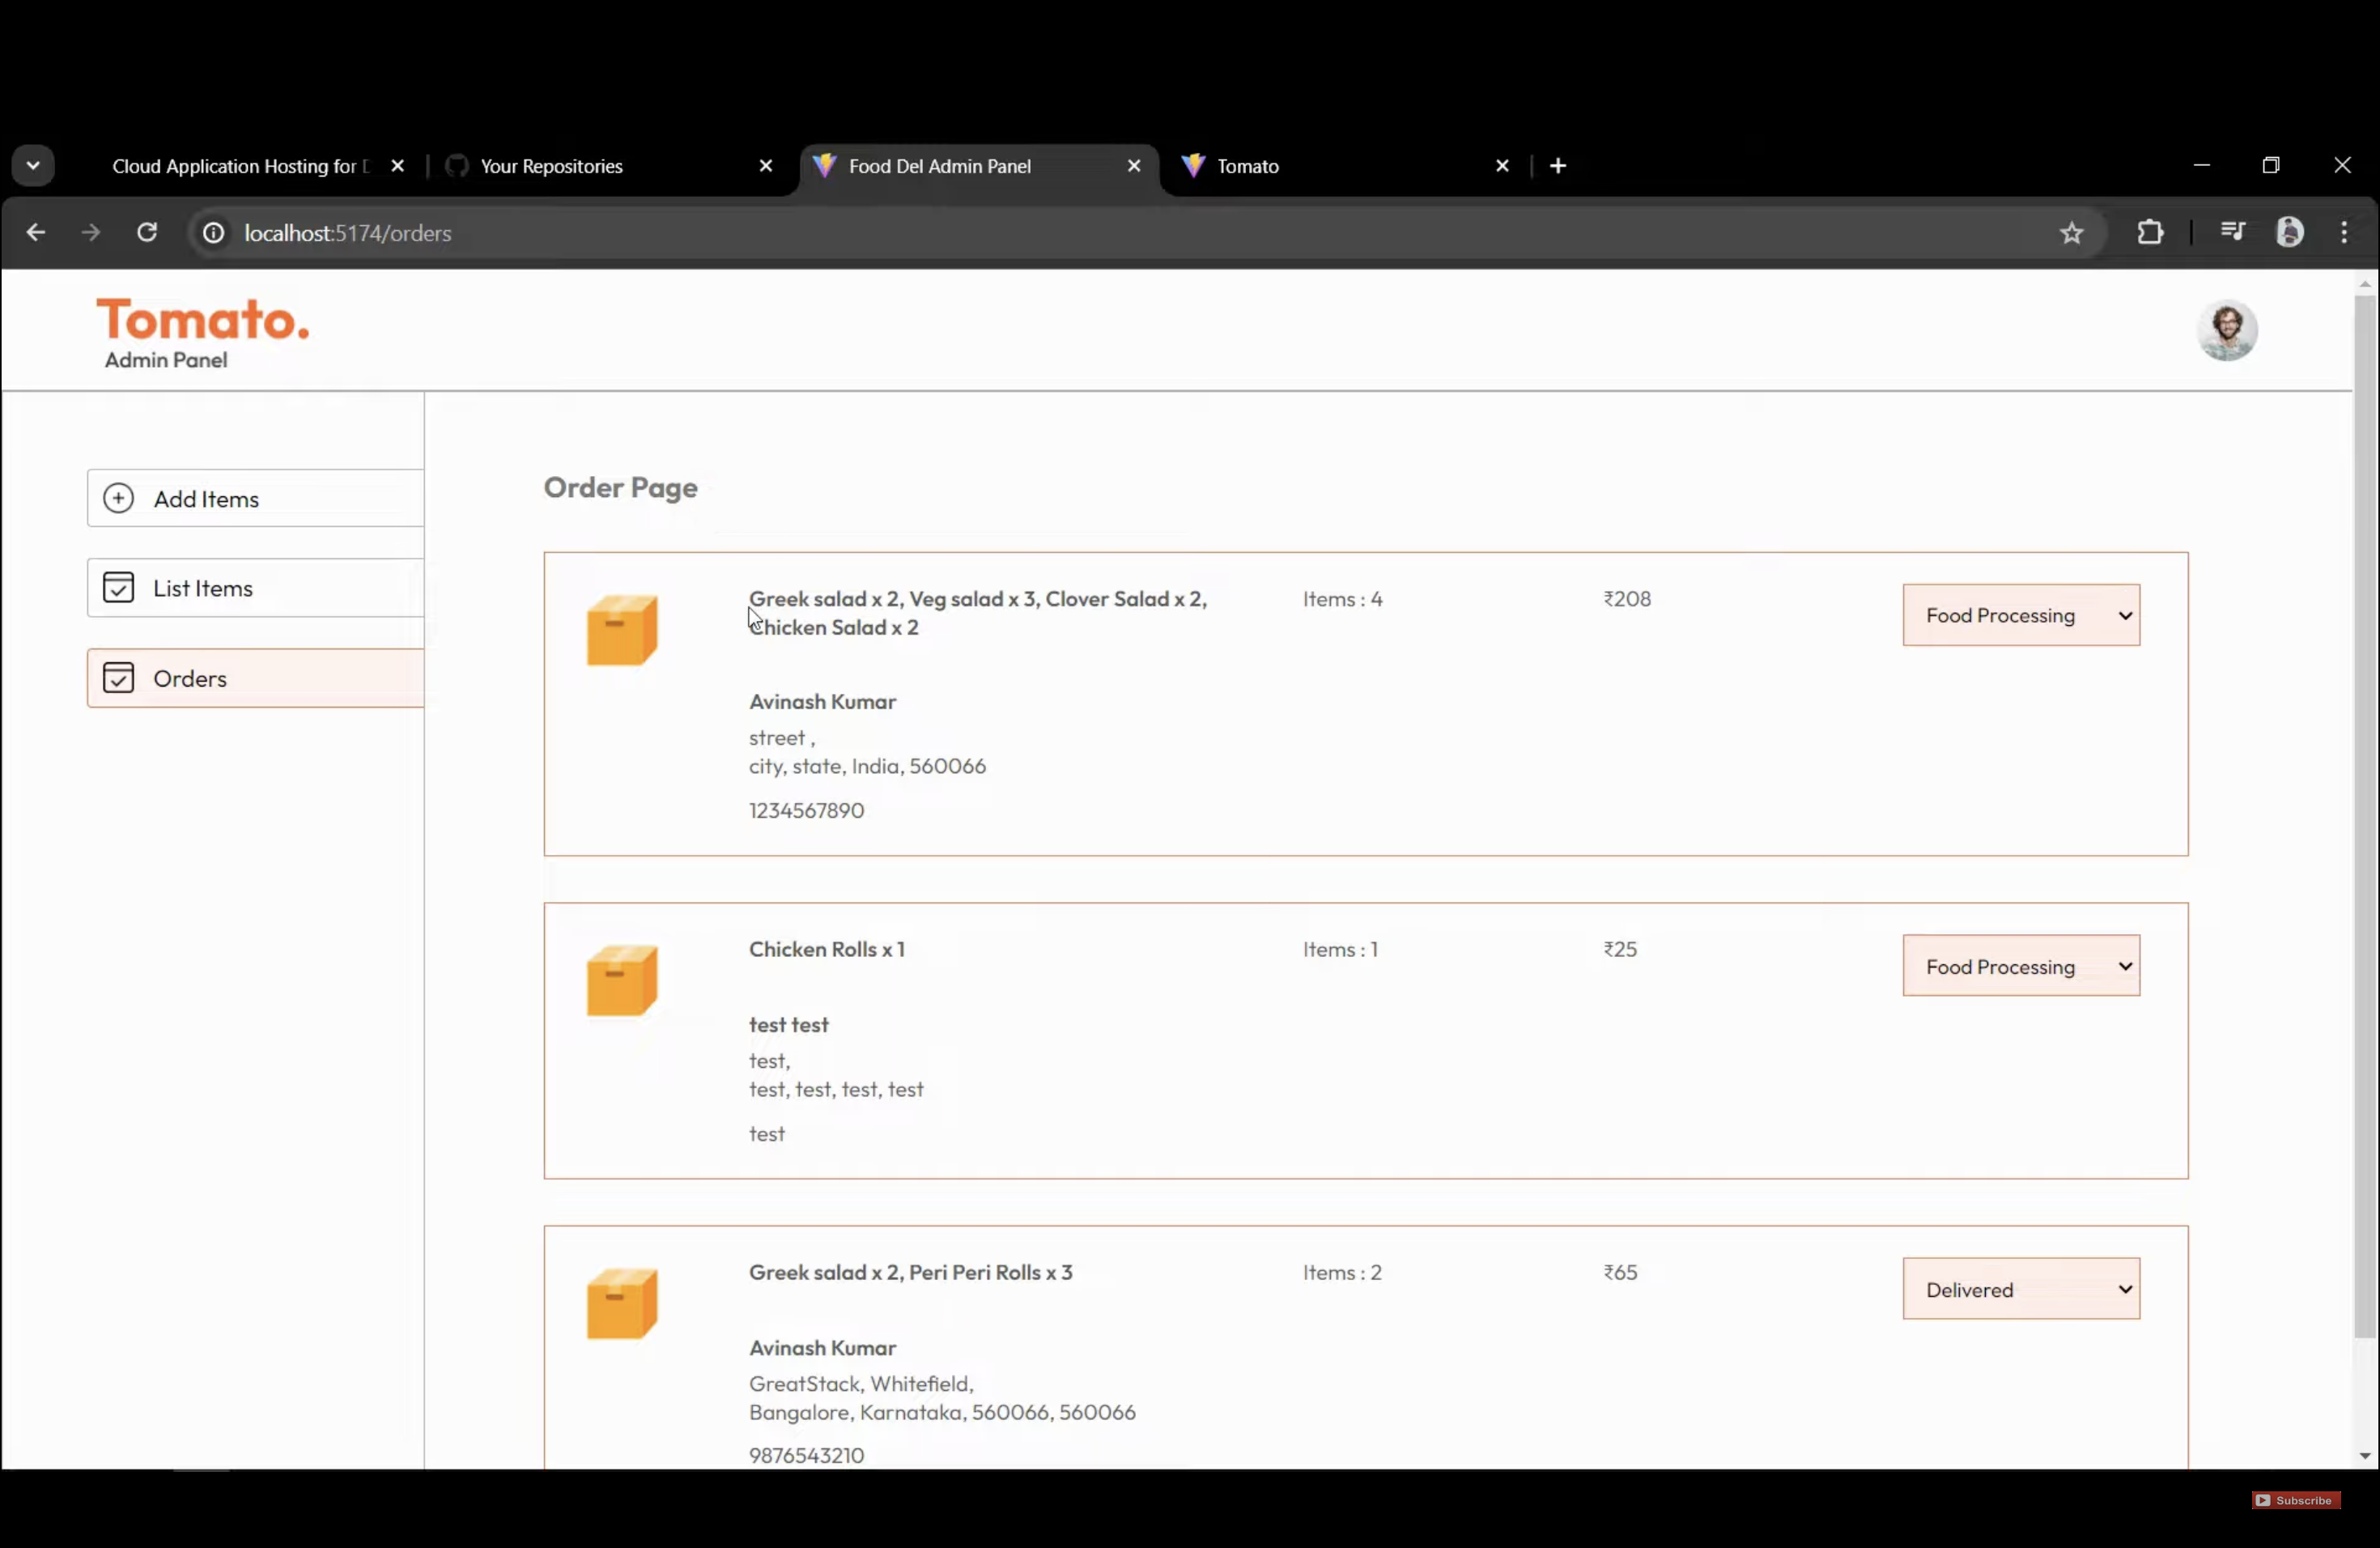 Cloud Application Hosting for
Your Repositories
Food Del Admin Panel
Tomato
localhost:5174/orders
Tomato.
Admin Panel
Add Items
List Items
Orders
Order Page
Greek salad x 2, Veg salad x 3, Clover Salad x 2,
Chicken Salad x 2
Items : 4
₹208
Food Processing
Avinash Kumar
street ,
city, state, India, 560066
1234567890
Chicken Rolls x 1
Items : 1
₹25
Food Processing
test test
test,
test, test, test, test
test
Greek salad x 2, Peri Peri Rolls x 3
Items : 2
₹65
Delivered
Avinash Kumar
GreatStack, Whitefield,
Bangalore, Karnataka, 560066, 560066
9876543210
Subscribe